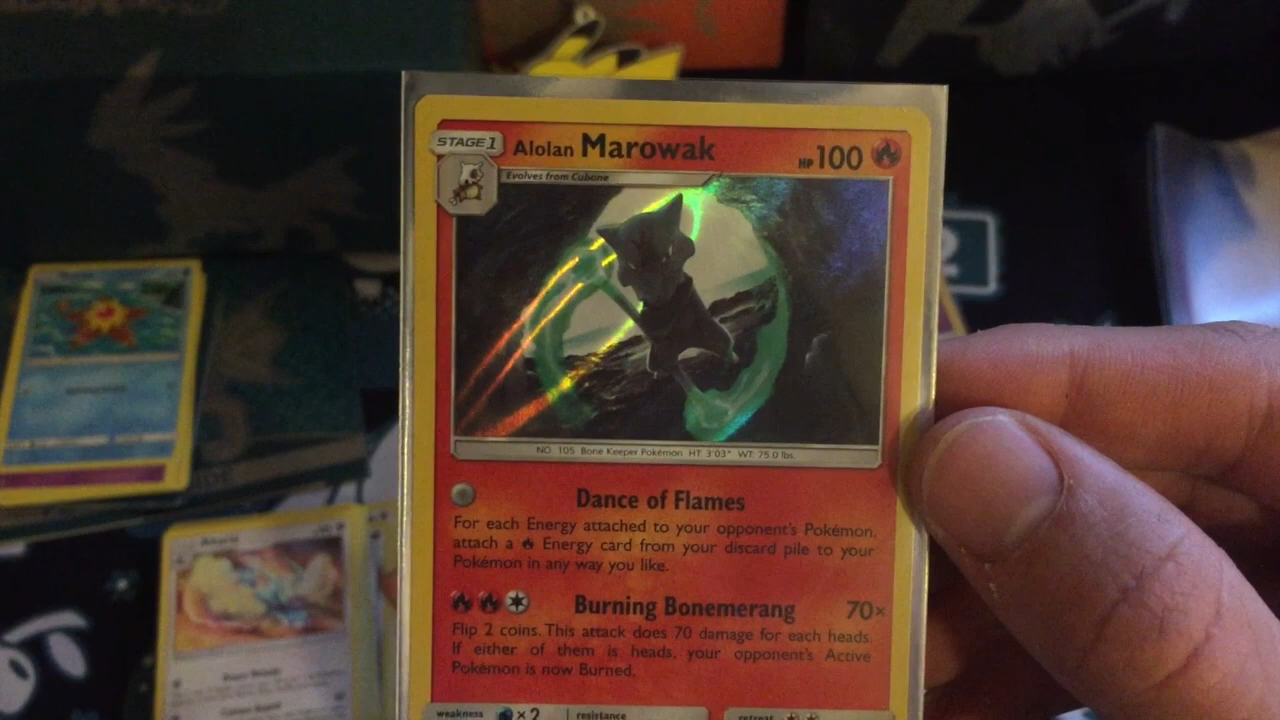 STAGE 1
Alolan Marowak
HP 100
Evolves from Cubone
NO. 105 Bone Keeper Pokémon HT: 3'03" WT: 75.0 lbs.
Dance of Flames
For each Energy attached to your opponent's Pokémon,
attach a Energy card from your discard pile to your
Pokémon in any way you like.
Burning Bonemerang 70×
Flip 2 coins. This attack does 70 damage for each heads.
If either of them is heads, your opponent's Active
Pokémon is now Burned.
weakness ×2 resistance retreat
2